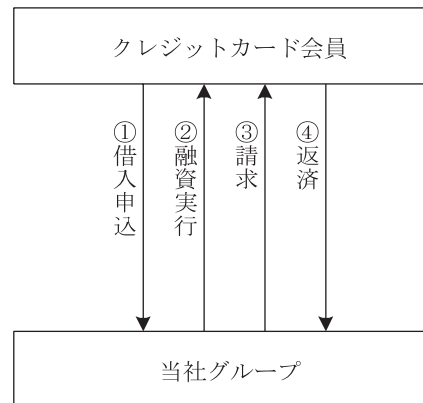 クレジットカード会員
①借入申込
②融資実行
③請求
④返済
当社グループ